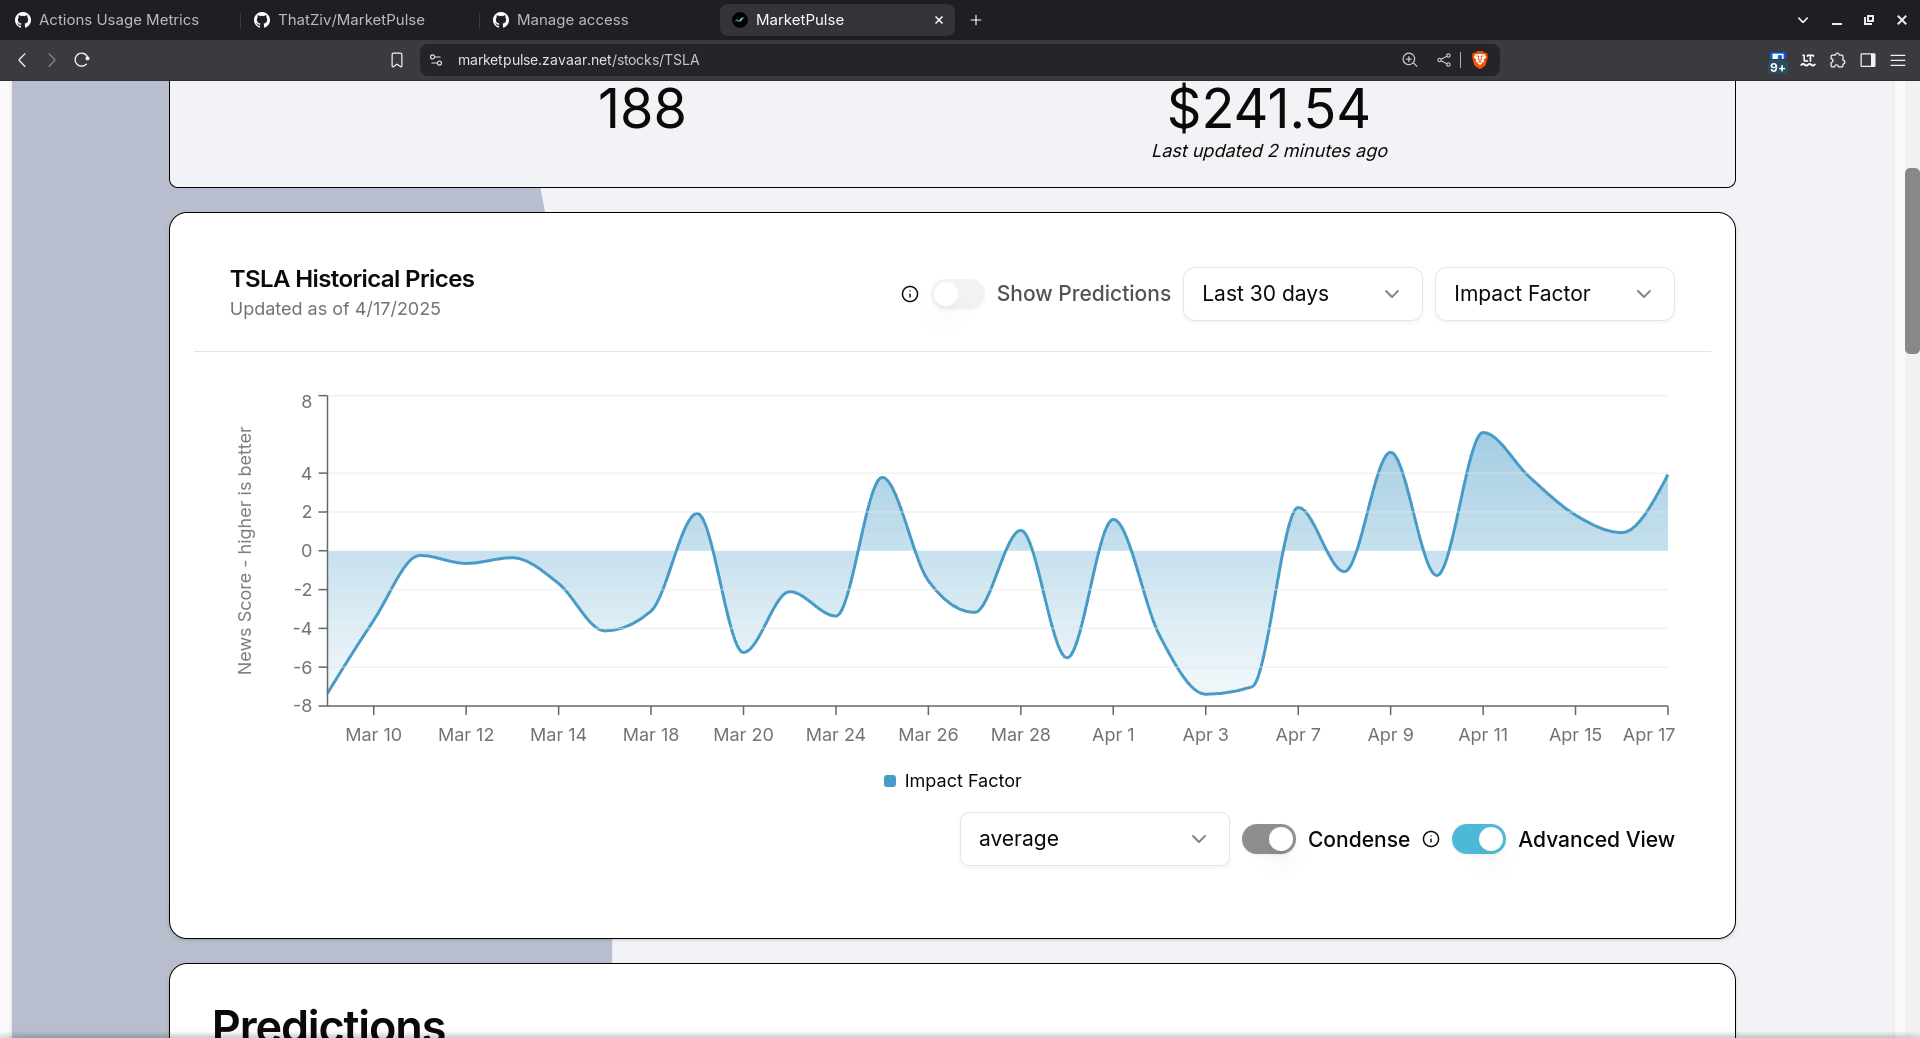 Actions Usage Metrics
ThatZiv/MarketPulse
Manage access
MarketPulse
marketpulse.zavaar.net/stocks/TSLA
9+
188
$241.54
Last updated 2 minutes ago
TSLA Historical Prices
Updated as of 4/17/2025
Show Predictions
Last 30 days
Impact Factor
News Score - higher is better
8
4
2
0
-2
-4
-6
-8
Mar 10 Mar 12 Mar 14 Mar 18 Mar 20 Mar 24 Mar 26 Mar 28 Apr 1 Apr 3 Apr 7 Apr 9 Apr 11 Apr 15 Apr 17
Impact Factor
average
Condense
Advanced View
Predictions